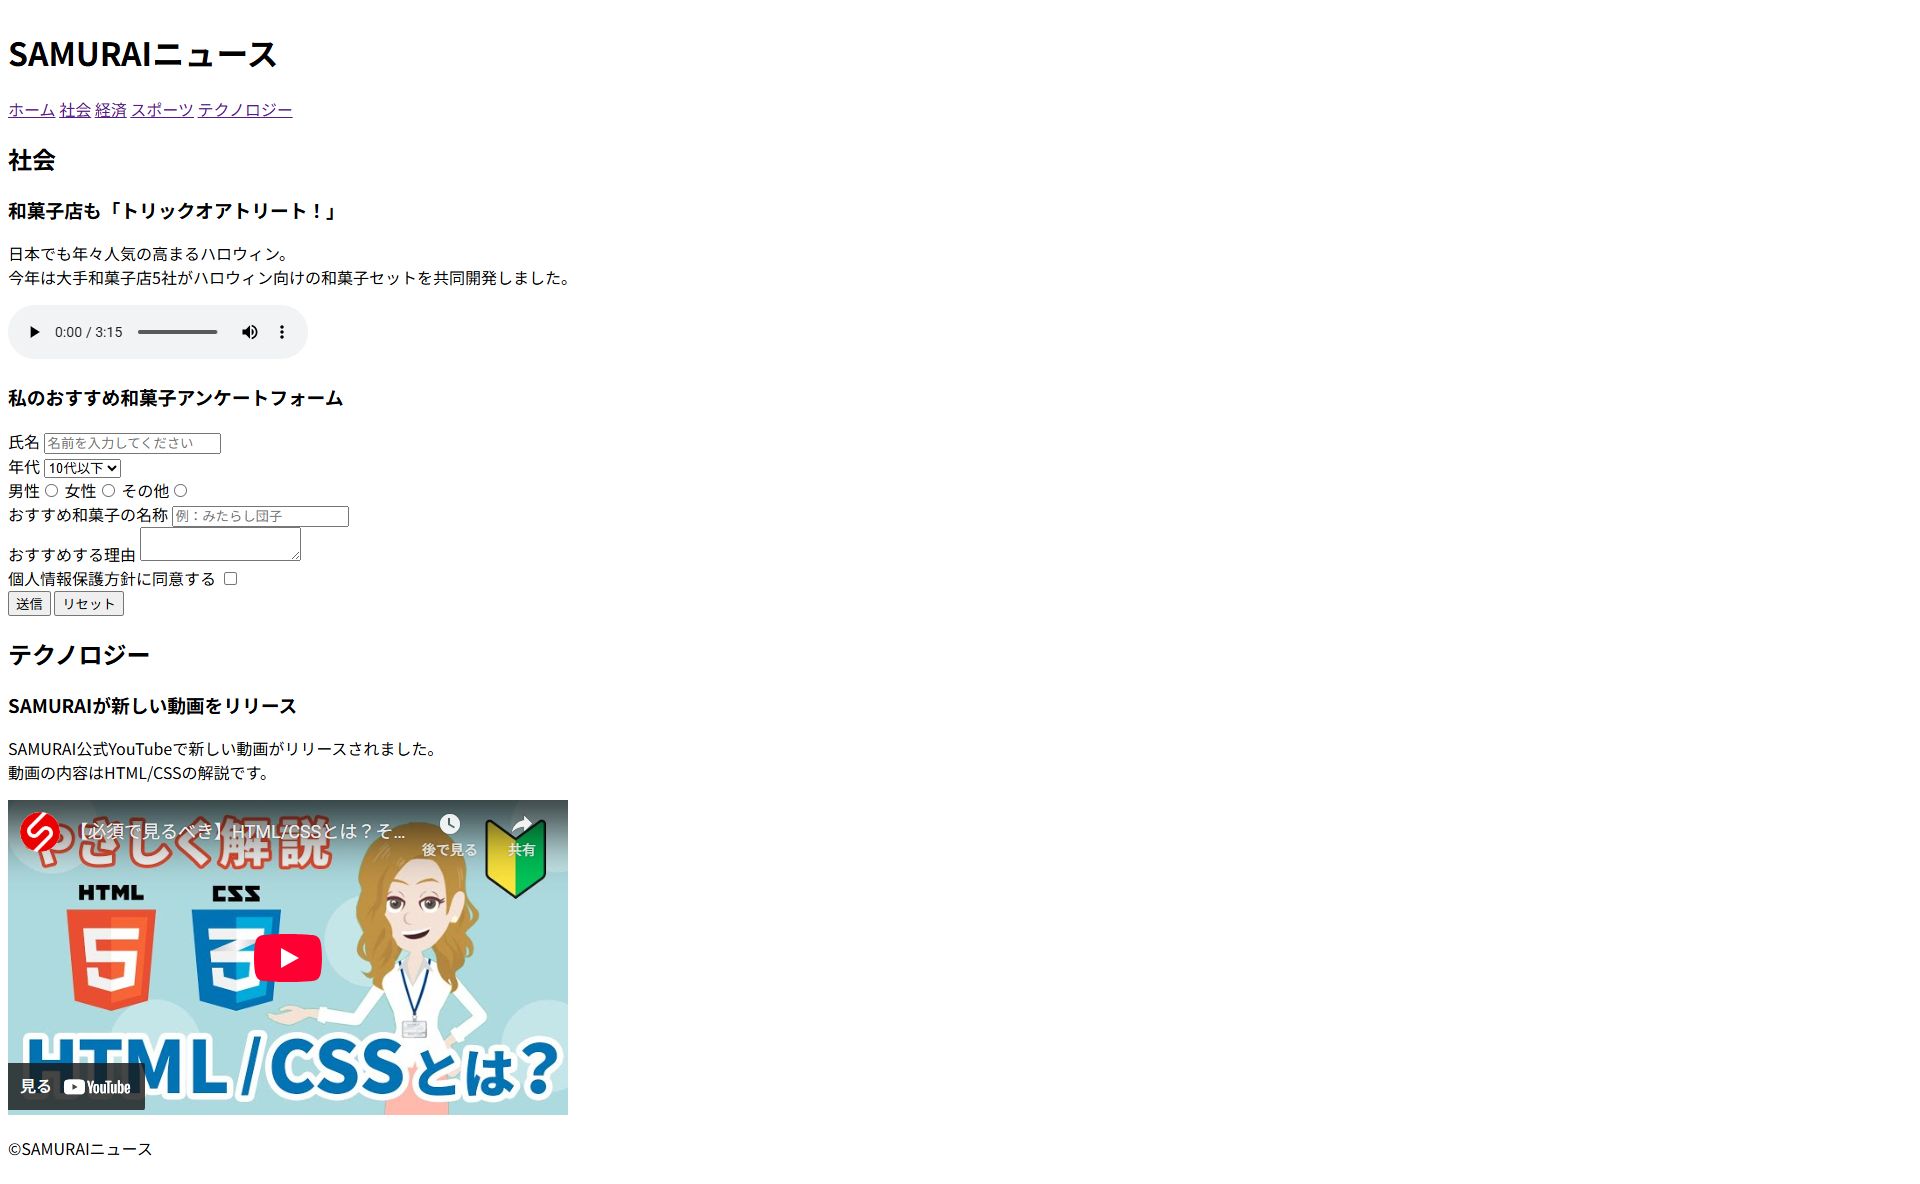 SAMURAIニュース
ホーム 社会 経済 スポーツ テクノロジー
社会
和菓子店も「トリックオアトリート！」
日本でも年々人気の高まるハロウィン。
今年は大手和菓子店5社がハロウィン向けの和菓子セットを共同開発しました。
0:00 / 3:15
私のおすすめ和菓子アンケートフォーム
氏名 名前を入力してください
年代 10代以下
男性 女性 その他
おすすめ和菓子の名称 例：みたらし団子
おすすめする理由
個人情報保護方針に同意する
送信 リセット
テクノロジー
SAMURAIが新しい動画をリリース
SAMURAI公式YouTubeで新しい動画がリリースされました。
動画の内容はHTML/CSSの解説です。
【必須で見るべき】HTML/CSSとは？そ...
後で見る 共有
やさしく解説
HTML CSS
HTML/CSSとは？
見る YouTube
©SAMURAIニュース